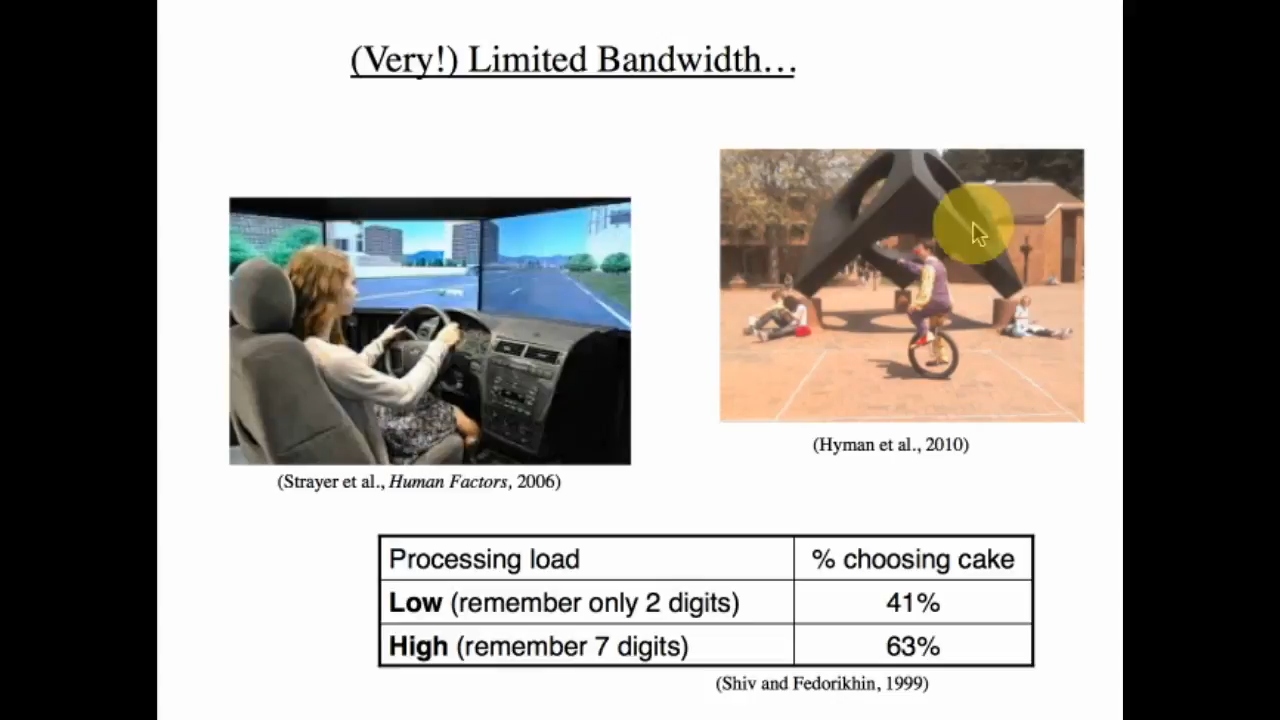 (Very!) Limited Bandwidth…
(Hyman et al., 2010)
(Strayer et al., Human Factors, 2006)
Processing load % choosing cake
Low (remember only 2 digits) 41%
High (remember 7 digits) 63%
(Shiv and Fedorikhin, 1999)